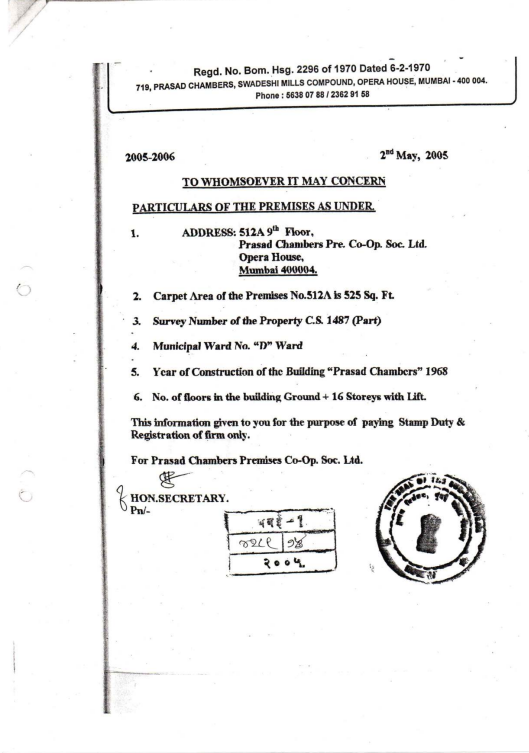 Regd. No. Bom. Hsg. 2296 of 1970 Dated 6-2-1970
719, PRASAD CHAMBERS, SWADESHI MILLS COMPOUND, OPERA HOUSE, MUMBAI - 400 004.
Phone : 5638 07 88 / 2362 91 58
2005-2006 2nd May, 2005
TO WHOMSOEVER IT MAY CONCERN
PARTICULARS OF THE PREMISES AS UNDER.
1. ADDRESS: 512A 9th Floor,
Prasad Chambers Pre. Co-Op. Soc. Ltd.
Opera House,
Mumbai 400004.
2. Carpet Area of the Premises No.512A is 525 Sq. Ft.
3. Survey Number of the Property C.S. 1487 (Part)
4. Municipal Ward No. “D” Ward
5. Year of Construction of the Building “Prasad Chambers” 1968
6. No. of floors in the building Ground + 16 Storeys with Lift.
This information given to you for the purpose of paying Stamp Duty &
Registration of firm only.
For Prasad Chambers Premises Co-Op. Soc. Ltd.
HON.SECRETARY.
Pn/-
THE SEAL OF THE
२००५